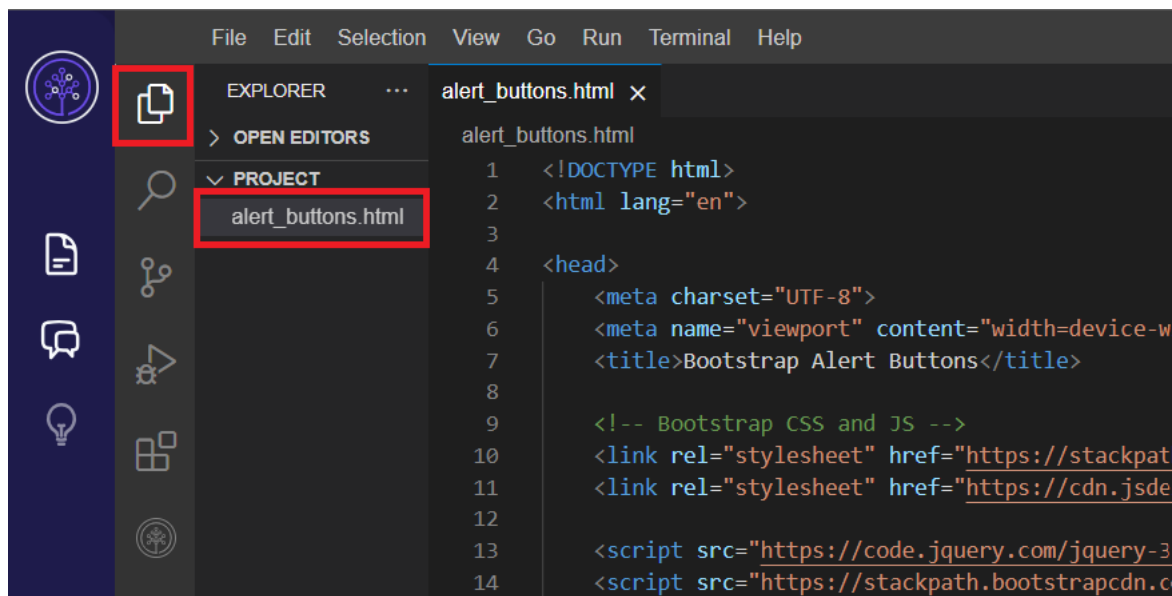 File Edit Selection View Go Run Terminal Help
EXPLORER ···
OPEN EDITORS
PROJECT
alert_buttons.html
alert_buttons.html ×
alert_buttons.html
1 <!DOCTYPE html>
2 <html lang="en">
3
4 <head>
5 <meta charset="UTF-8">
6 <meta name="viewport" content="width=device-w
7 <title>Bootstrap Alert Buttons</title>
8
9 <!-- Bootstrap CSS and JS -->
10 <link rel="stylesheet" href="https://stackpat
11 <link rel="stylesheet" href="https://cdn.jsde
12
13 <script src="https://code.jquery.com/jquery-3
14 <script src="https://stackpath.bootstrapcdn.c